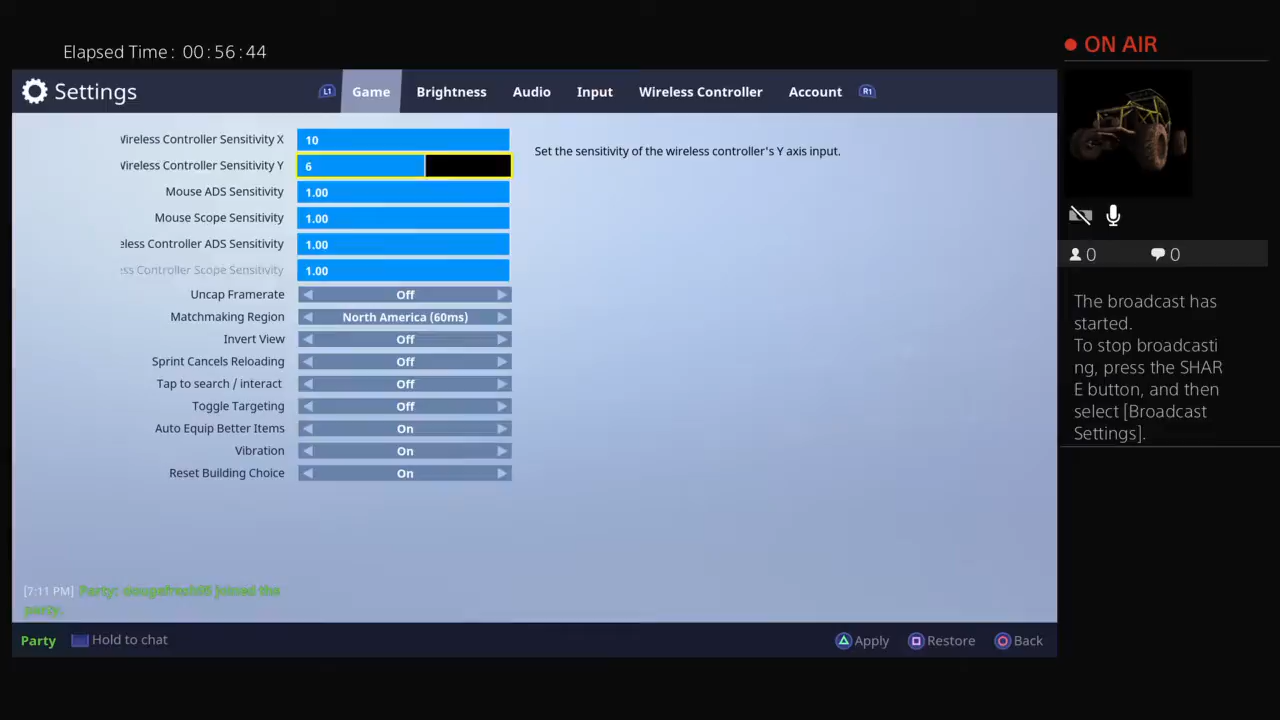 Elapsed Time: 00:56:44
ON AIR
Settings
L1 Game Brightness Audio Input Wireless Controller Account R1
Wireless Controller Sensitivity X 10
Wireless Controller Sensitivity Y 6
Set the sensitivity of the wireless controller's Y axis input.
Mouse ADS Sensitivity 1.00
Mouse Scope Sensitivity 1.00
eless Controller ADS Sensitivity 1.00
ss Controller Scope Sensitivity 1.00
Uncap Framerate Off
Matchmaking Region North America (60ms)
Invert View Off
Sprint Cancels Reloading Off
Tap to search / interact Off
Toggle Targeting Off
Auto Equip Better Items On
Vibration On
Reset Building Choice On
0 0
The broadcast has
started.
To stop broadcasti
ng, press the SHAR
E button, and then
select [Broadcast
Settings].
[7:11 PM] Party: joined the
party.
Party Hold to chat
Apply Restore Back